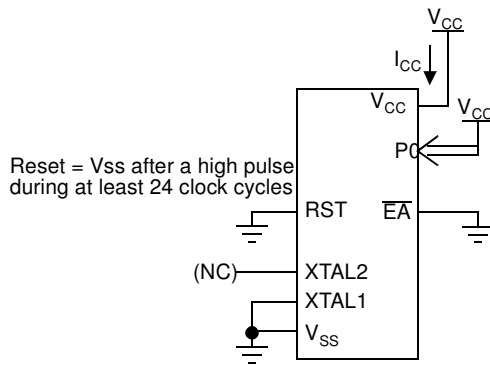 VCC
ICC
VCC
VCC
P0
Reset = Vss after a high pulse
during at least 24 clock cycles
RST
EA
(NC)
XTAL2
XTAL1
VSS